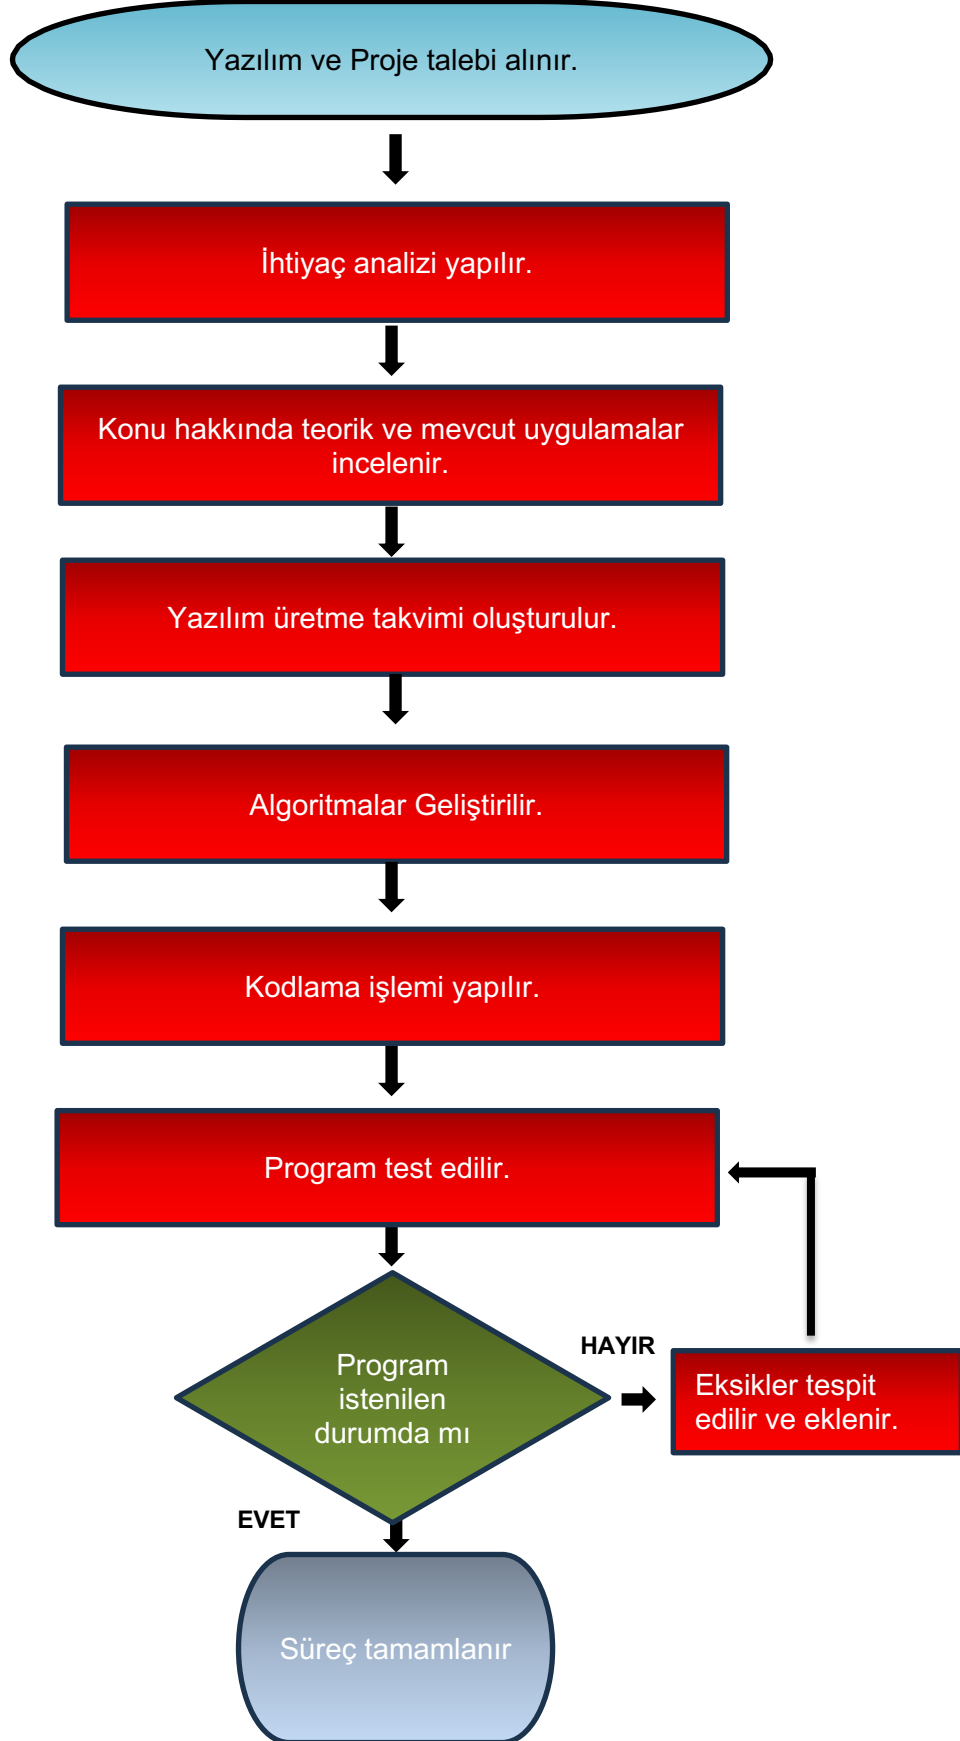 Yazılım ve Proje talebi alınır.
İhtiyaç analizi yapılır.
Konu hakkında teorik ve mevcut uygulamalar
incelenir.
Yazılım üretme takvimi oluşturulur.
Algoritmalar Geliştirilir.
Kodlama işlemi yapılır.
Program test edilir.
Program
istenilen
durumda mı
HAYIR
Eksikler tespit
edilir ve eklenir.
EVET
Süreç tamamlanır